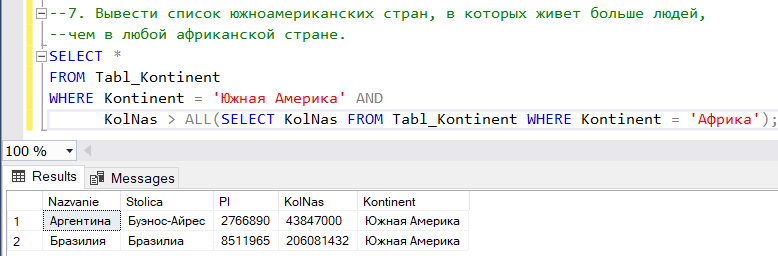 --7. Вывести список южноамериканских стран, в которых живет больше людей,
--чем в любой африканской стране.
SELECT *
FROM Tabl_Kontinent
WHERE Kontinent = 'Южная Америка' AND
KolNas > ALL(SELECT KolNas FROM Tabl_Kontinent WHERE Kontinent = 'Африка');
100 %
Results Messages
Nazvanie Stolica Pl KolNas Kontinent
1 Аргентина Буэнос-Айрес 2766890 43847000 Южная Америка
2 Бразилия Бразилиа 8511965 206081432 Южная Америка